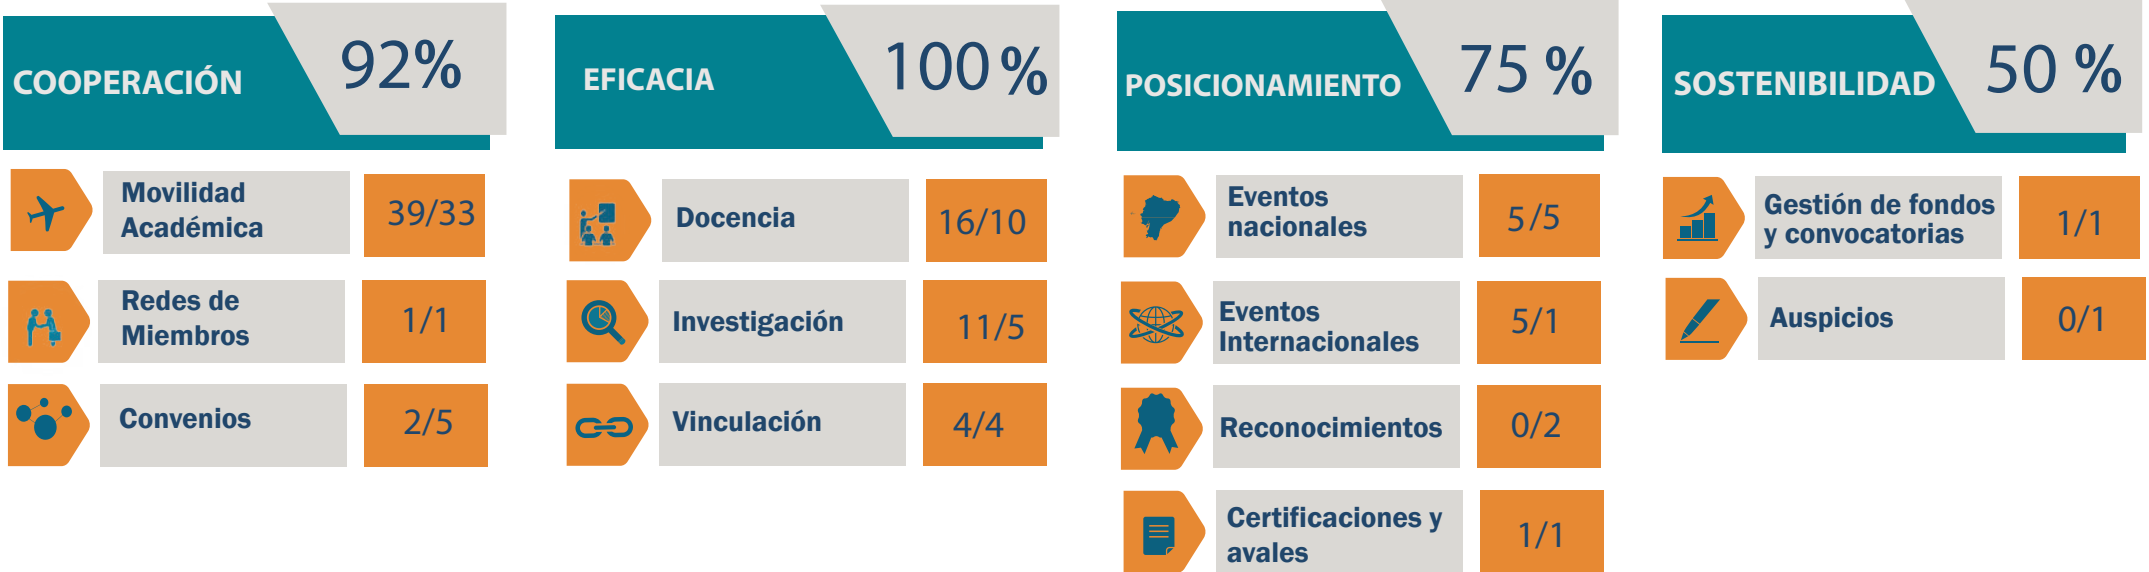 COOPERACIÓN
92%
Movilidad
Académica
39/33
Redes de
Miembros
1/1
Convenios
2/5
EFICACIA
100 %
Docencia
16/10
Investigación
11/5
Vinculación
4/4
POSICIONAMIENTO
75 %
Eventos
nacionales
5/5
Eventos
Internacionales
5/1
Reconocimientos
0/2
Certificaciones y
avales
1/1
SOSTENIBILIDAD
50 %
Gestión de fondos
y convocatorias
1/1
Auspicios
0/1